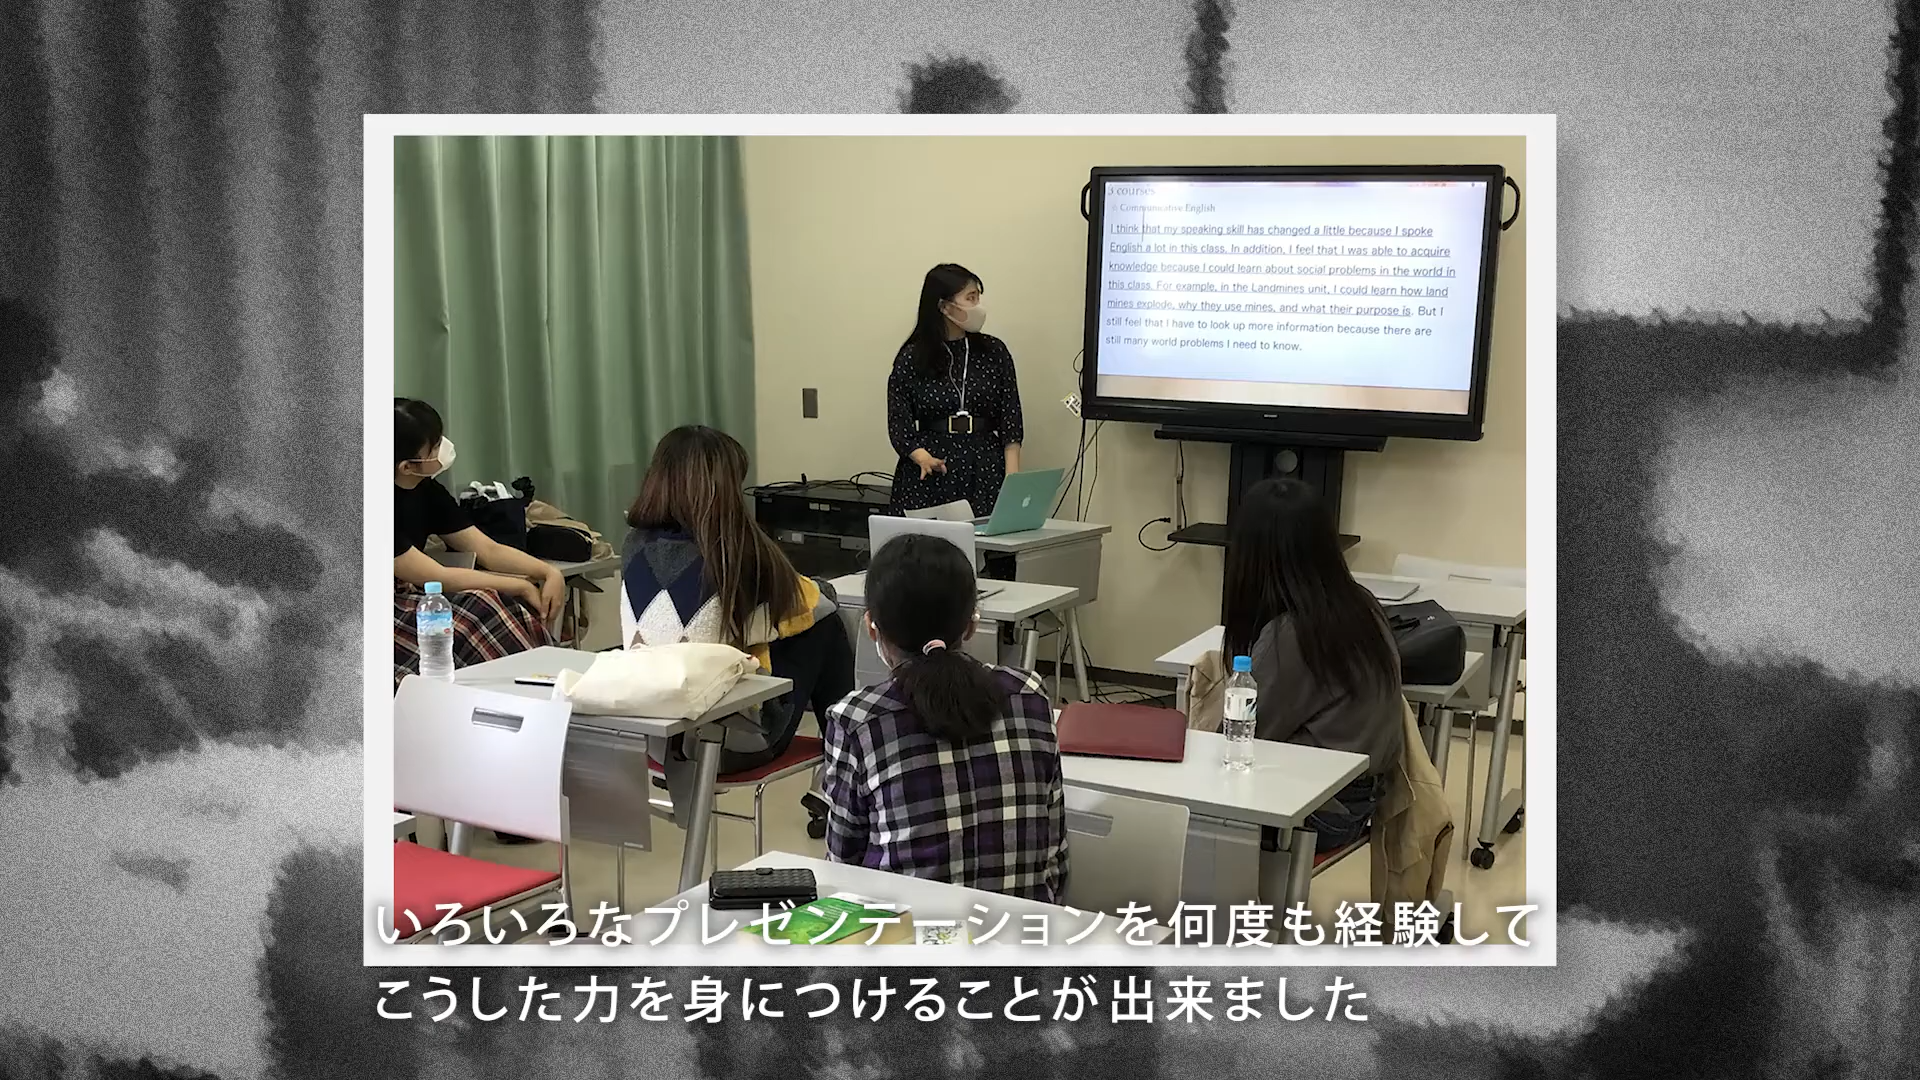 3 courses
☆ Communicative English
I think that my speaking skill has changed a little because I spoke
English a lot in this class. In addition, I feel that I was able to acquire
knowledge because I could learn about social problems in the world in
this class. For example, in the Landmines unit, I could learn how land
mines explode, why they use mines, and what their purpose is. But I
still feel that I have to look up more information because there are
still many world problems I need to know.
いろいろなプレゼンテーションを何度も経験して
こうした力を身につけることが出来ました